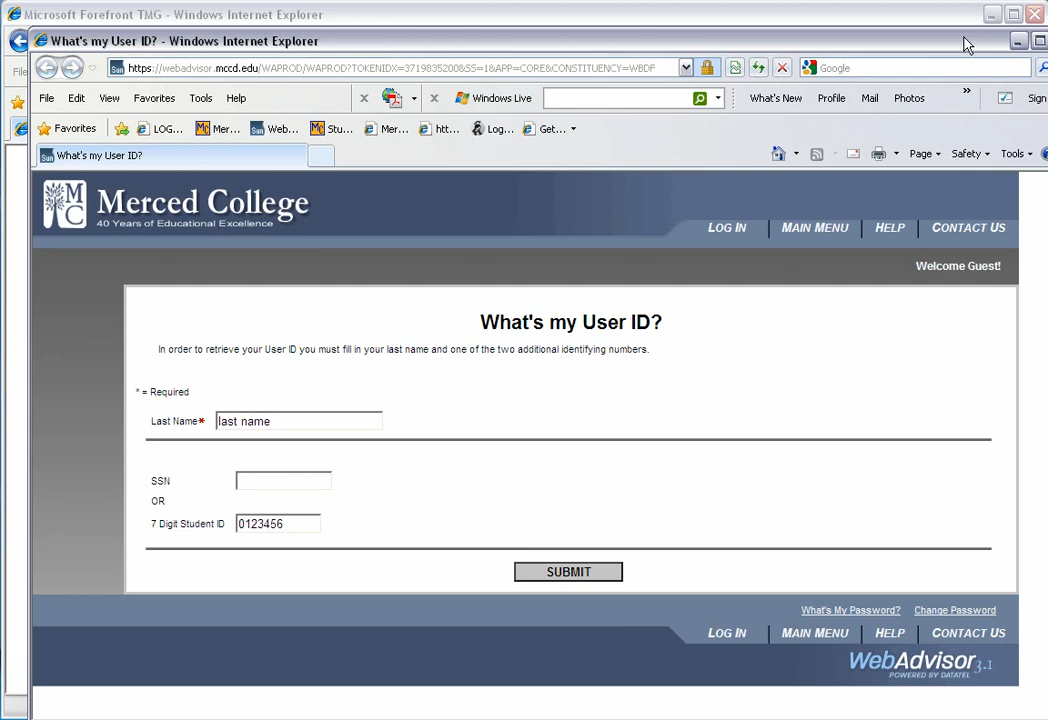 Microsoft Forefront TMG - Windows Internet Explorer
What's my User ID? - Windows Internet Explorer
File
https://webadvisor.mccd.edu/WAPROD/WAPROD?TOKENIDX=3719835200&SS=1&APP=CORE&CONSTITUENCY=WBDF
Google
File Edit View Favorites Tools Help
Windows Live
What's New Profile Mail Photos » Sign
Favorites LOG... Mer... Web... Stu... Mer... htt... Log... Get...
What's my User ID?
Page Safety Tools
MC
Merced College
40 Years of Educational Excellence
LOG IN MAIN MENU HELP CONTACT US
Welcome Guest!
What's my User ID?
In order to retrieve your User ID you must fill in your last name and one of the two additional identifying numbers.
* = Required
Last Name* last name
SSN
OR
7 Digit Student ID 0123456
SUBMIT
What's My Password? Change Password
LOG IN MAIN MENU HELP CONTACT US
WebAdvisor 3.1
POWERED BY DATATEL